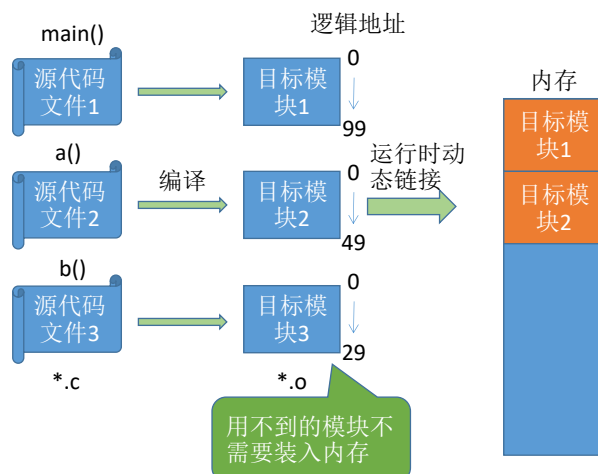 main()
源代码
文件1
a()
源代码
文件2
编译
b()
源代码
文件3
*.c
逻辑地址
目标模
块1
0
99
目标模
块2
0
49
目标模
块3
0
29
*.o
用不到的模块不
需要装入内存
运行时动
态链接
内存
目标模
块1
目标模
块2